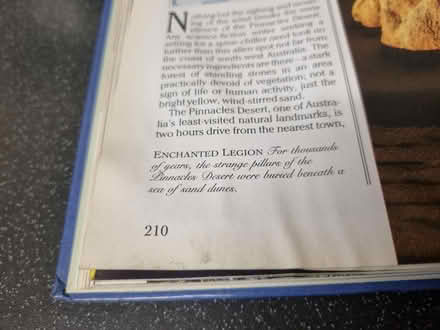 Nothing but the sighing and moan-
ing of the wind breaks the eerie
silence of the Pinnacles Desert.
Any science-fiction writer seeking a
setting for a spine-chiller need look no
further than this alien spot not far from
the coast of south-west Australia. The
necessary ingredients are there—a stark
forest of standing stones in an area
practically devoid of vegetation; not a
sign of life or human activity, just the
bright yellow, wind-stirred sand.
The Pinnacles Desert, one of Austra-
lia's least-visited natural landmarks, is
two hours drive from the nearest town,
ENCHANTED LEGION For thousands
of years, the strange pillars of the
Pinnacles Desert were buried beneath a
sea of sand dunes.
210